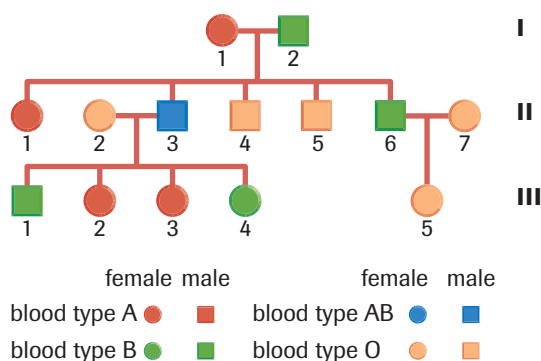 I
1 2
II
1 2 3 4 5 6 7
III
1 2 3 4 5
female male female male
blood type A blood type AB
blood type B blood type O